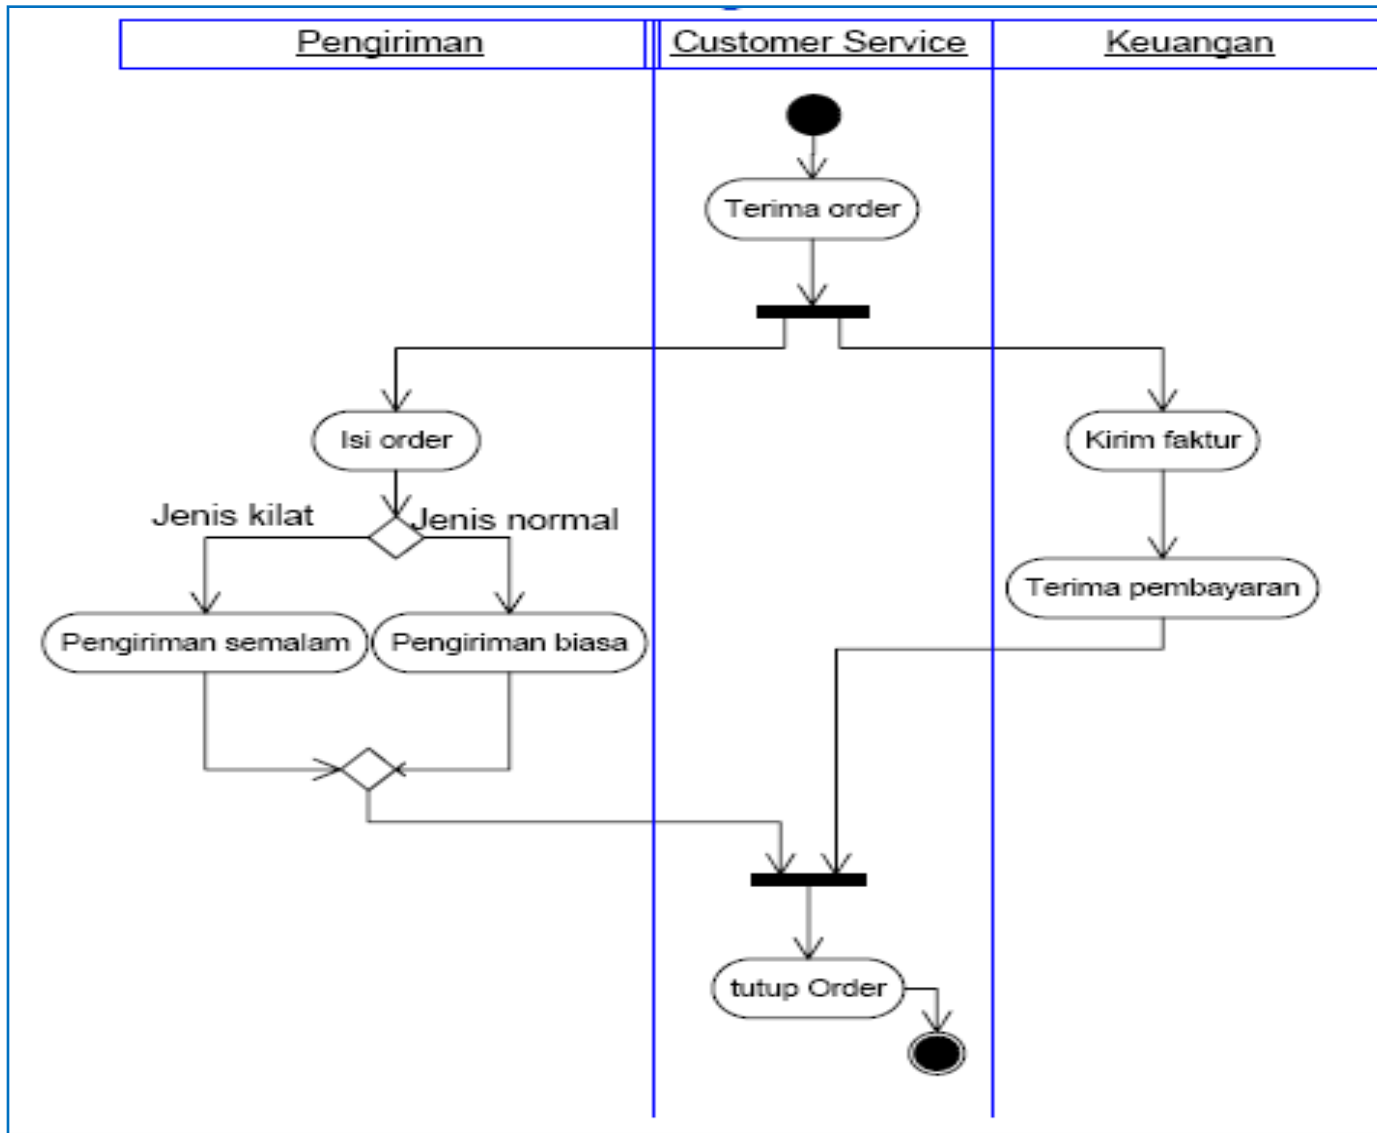 Pengiriman
Customer Service
Keuangan
Terima order
Isi order
Kirim faktur
Jenis kilat
Jenis normal
Terima pembayaran
Pengiriman semalam
Pengiriman biasa
tutup Order